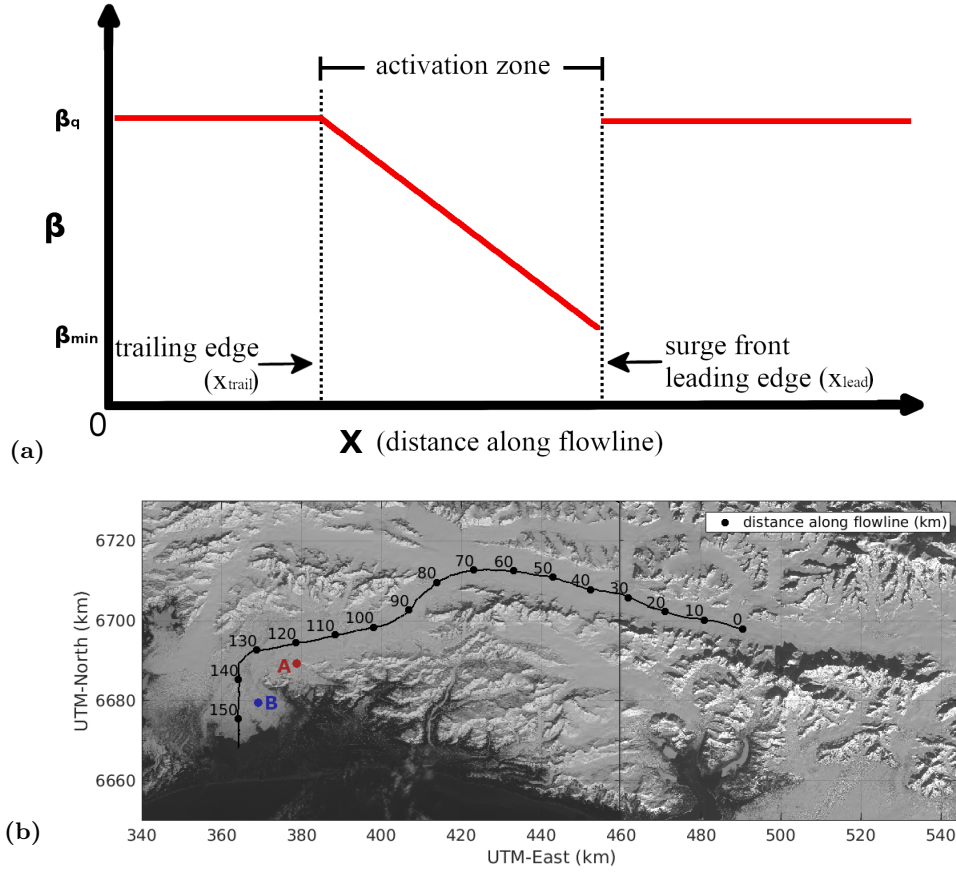 activation zone
βq
β
βmin
trailing edge
(xtrail)
surge front
leading edge (xlead)
0
X (distance along flowline)
(a)
distance along flowline (km)
6720
6700
6680
6660
UTM-North (km)
70
60
50
80
40
30
20
10
0
90
100
110
120
130
140
150
A
B
340
360
380
400
420
440
460
480
500
520
540
UTM-East (km)
(b)